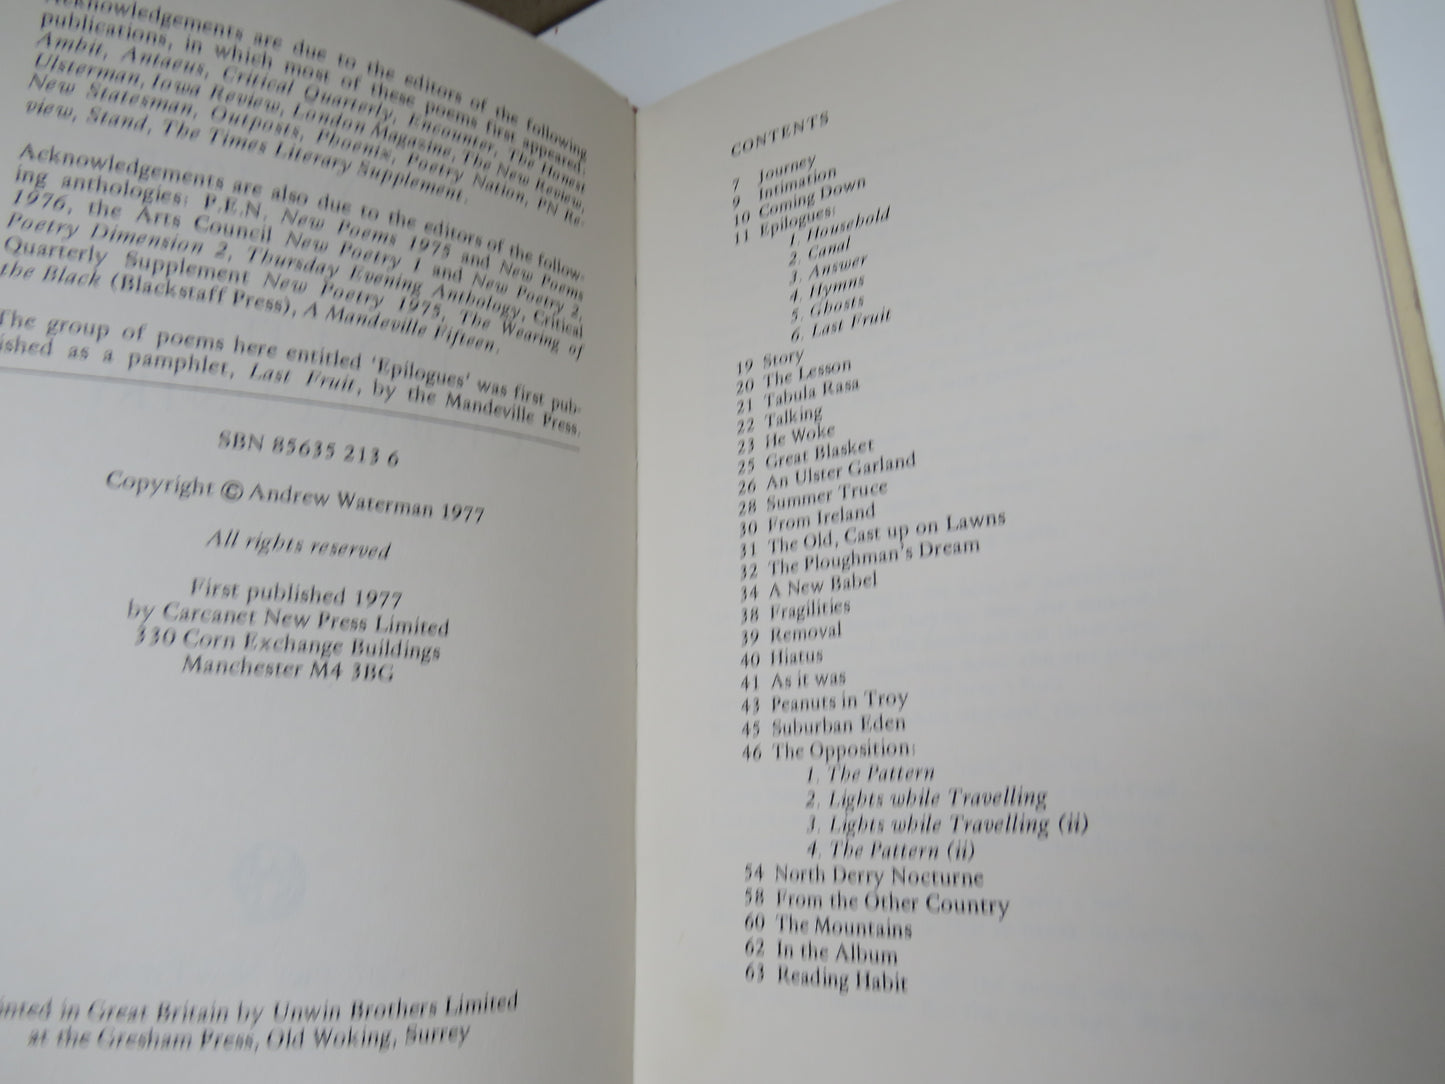 Acknowledgements are due to the editors of the following
publications, in which most of these poems first appeared:
Ambit, Antaeus, Critical Quarterly, Encounter, The Honest
Ulsterman, Iowa Review, London Magazine, The New Review,
New Statesman, Outposts, Phoenix, Poetry Nation, PN Re-
view, Stand, The Times Literary Supplement.
Acknowledgements are also due to the editors of the follow-
ing anthologies: P.E.N. New Poems 1975 and New Poems
1976, the Arts Council New Poetry 1 and New Poetry 2,
Poetry Dimension 2, Thursday Evening Anthology, Critical
Quarterly Supplement New Poetry 1975, The Wearing of
the Black (Blackstaff Press), A Mandeville Fifteen.
The group of poems here entitled 'Epilogues' was first pub-
ished as a pamphlet, Last Fruit, by the Mandeville Press.
SBN 85635 213 6
Copyright © Andrew Waterman 1977
All rights reserved
First published 1977
by Carcanet New Press Limited
330 Corn Exchange Buildings
Manchester M4 3BG
inted in Great Britain by Unwin Brothers Limited
at the Gresham Press, Old Woking, Surrey
CONTENTS
7 Journey
9 Intimation
10 Coming Down
11 Epilogues:
1. Household
2. Canal
3. Answer
4. Hymns
5. Ghosts
6. Last Fruit
19 Story
20 The Lesson
21 Tabula Rasa
22 Talking
23 He Woke
25 Great Blasket
26 An Ulster Garland
28 Summer Truce
30 From Ireland
31 The Old, Cast up on Lawns
32 The Ploughman's Dream
34 A New Babel
38 Fragilities
39 Removal
40 Hiatus
41 As it was
43 Peanuts in Troy
45 Suburban Eden
46 The Opposition:
1. The Pattern
2. Lights while Travelling
3. Lights while Travelling (ii)
4. The Pattern (ii)
54 North Derry Nocturne
58 From the Other Country
60 The Mountains
62 In the Album
63 Reading Habit